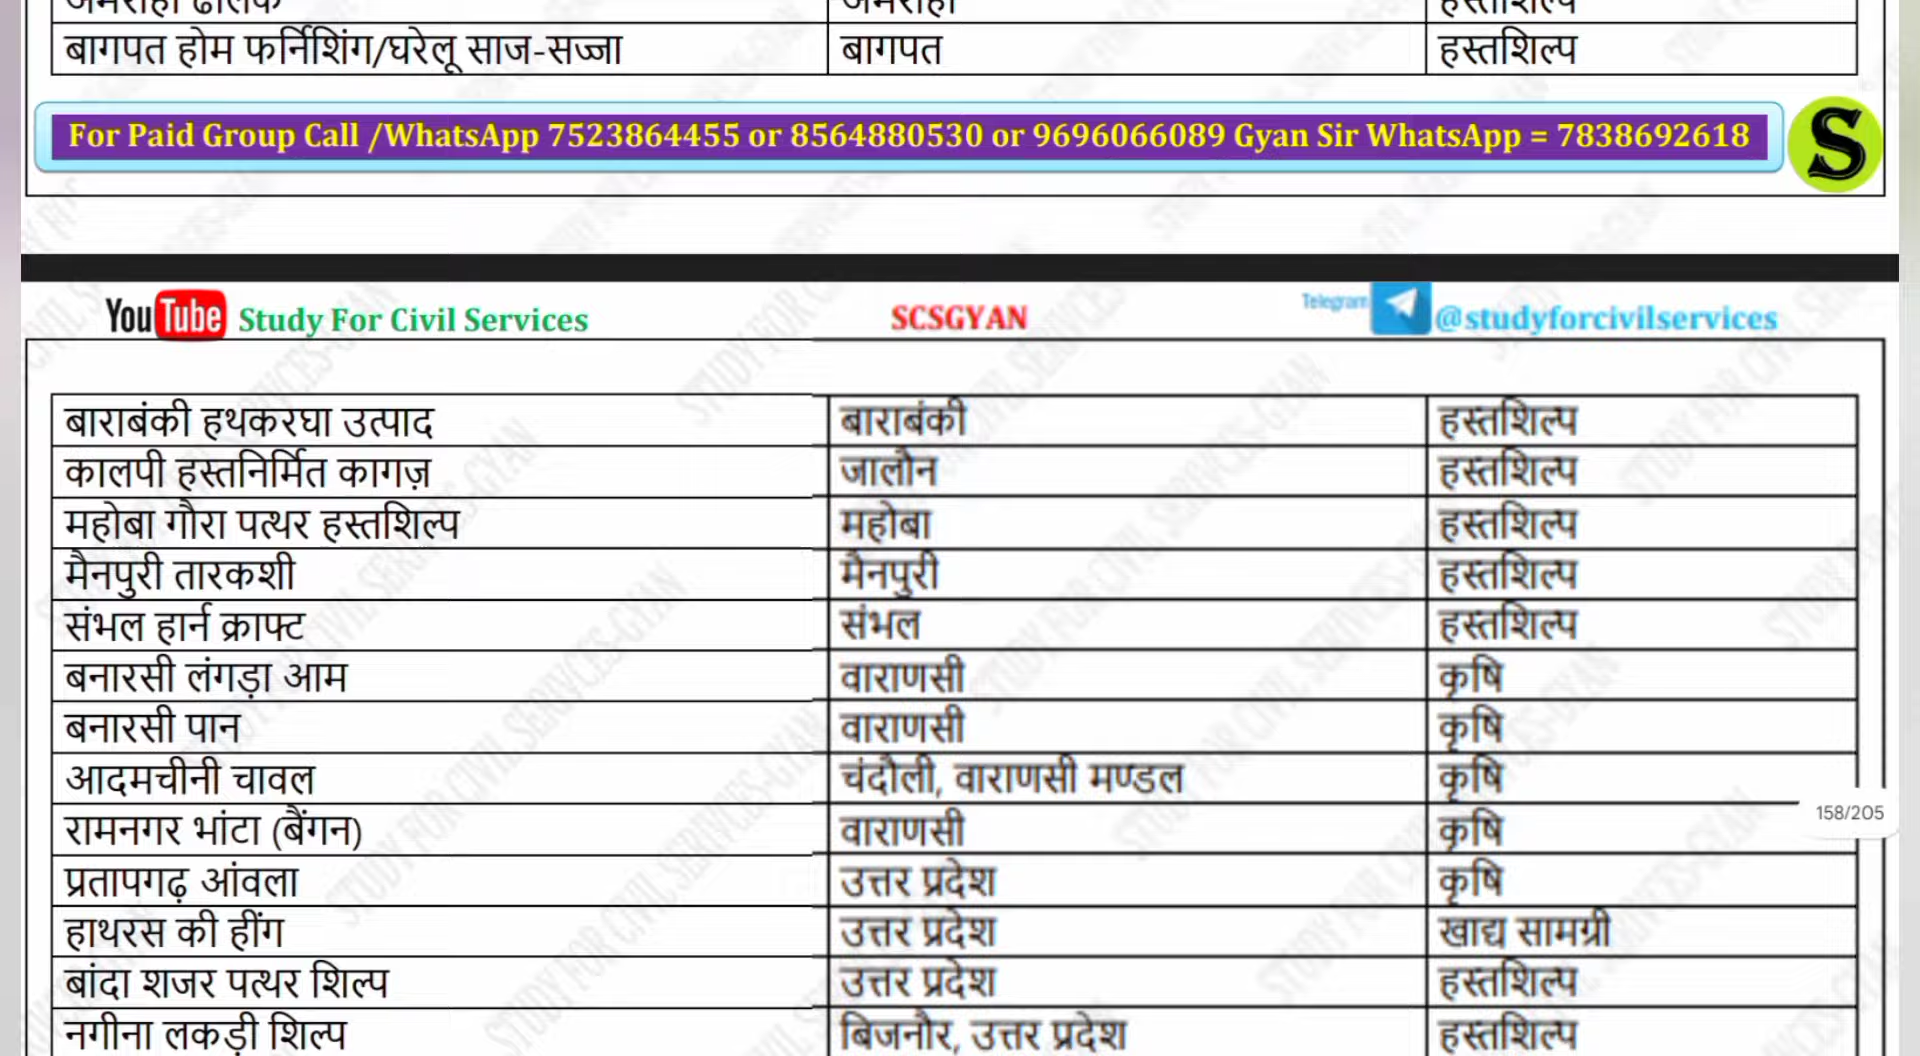 अमरोहा ढोलक अमरोहा हस्तशिल्प
बागपत होम फर्निशिंग/घरेलू साज-सज्जा बागपत हस्तशिल्प
For Paid Group Call /WhatsApp 7523864455 or 8564880530 or 9696066089 Gyan Sir WhatsApp = 7838692618 S
YouTube Study For Civil Services SCSGYAN Telegram @studyforcivilservices
बाराबंकी हथकरघा उत्पाद बाराबंकी हस्तशिल्प
कालपी हस्तनिर्मित कागज़ जालौन हस्तशिल्प
महोबा गौरा पत्थर हस्तशिल्प महोबा हस्तशिल्प
मैनपुरी तारकशी मैनपुरी हस्तशिल्प
संभल हार्न क्राफ्ट संभल हस्तशिल्प
बनारसी लंगड़ा आम वाराणसी कृषि
बनारसी पान वाराणसी कृषि
आदमचीनी चावल चंदौली, वाराणसी मण्डल कृषि
158/205
रामनगर भांटा (बैंगन) वाराणसी कृषि
प्रतापगढ़ आंवला उत्तर प्रदेश कृषि
हाथरस की हींग उत्तर प्रदेश खाद्य सामग्री
बांदा शजर पत्थर शिल्प उत्तर प्रदेश हस्तशिल्प
नगीना लकड़ी शिल्प बिजनौर, उत्तर प्रदेश हस्तशिल्प